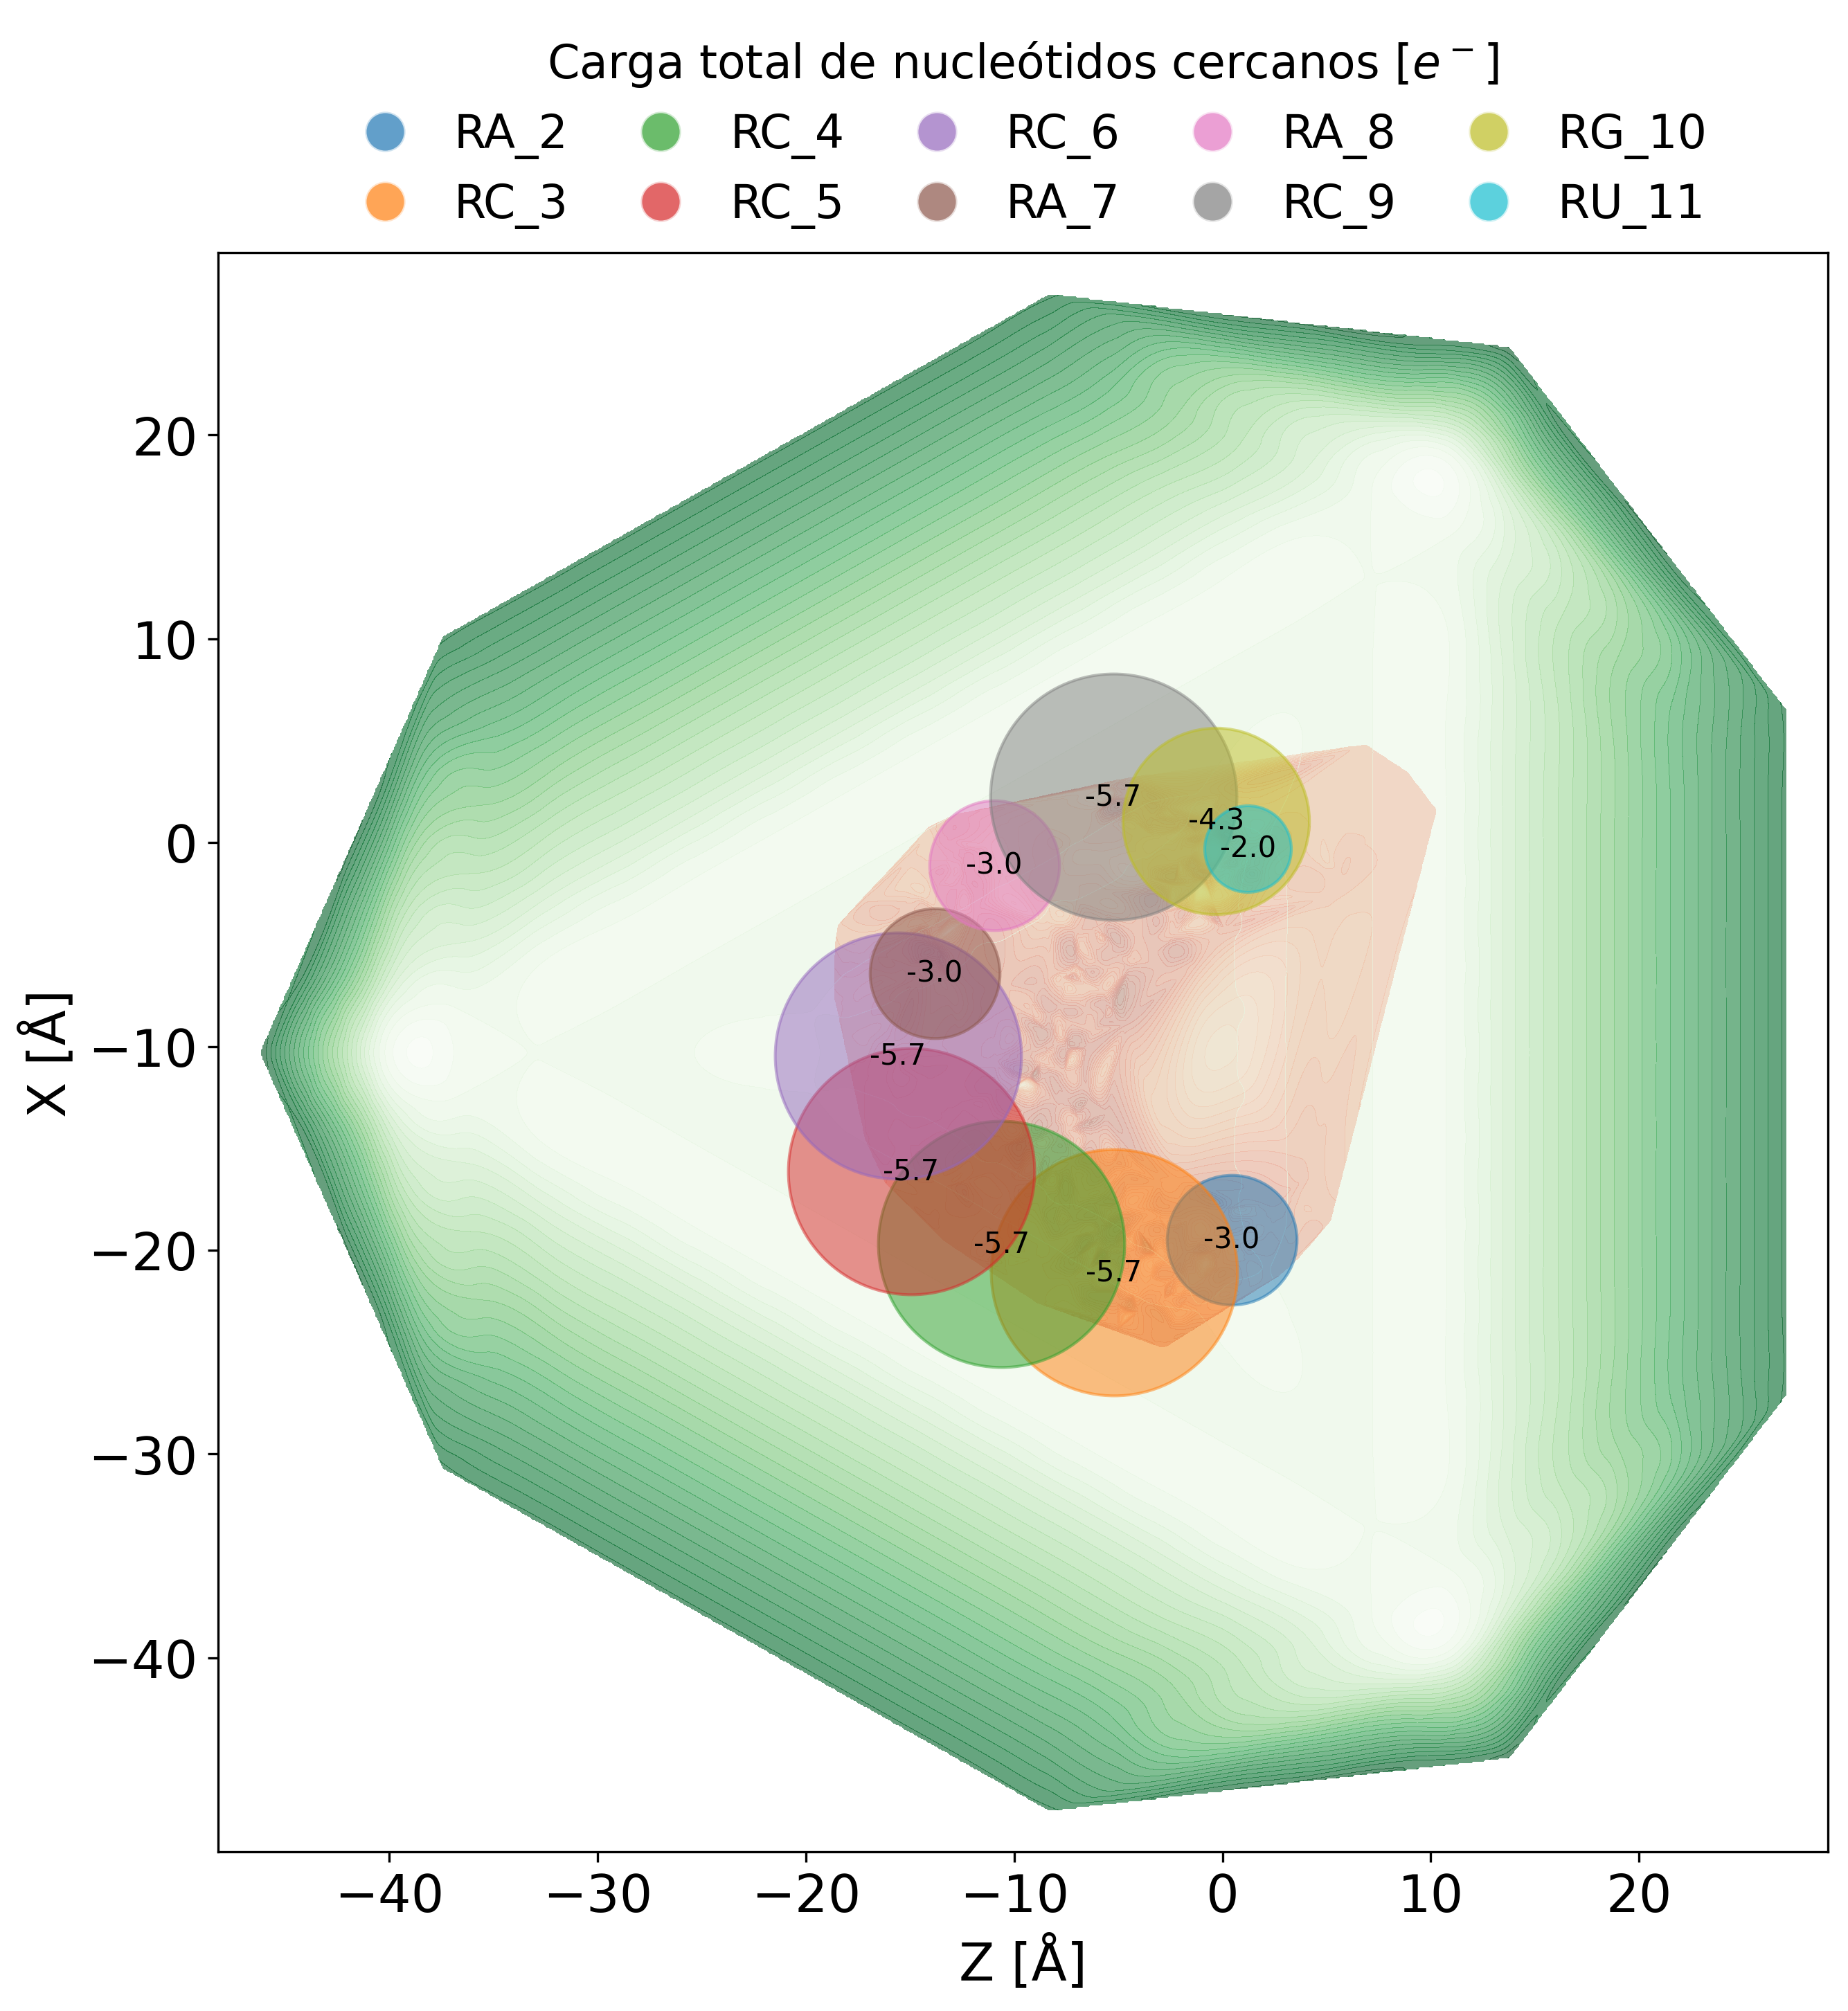 Carga total de nucleótidos cercanos [e⁻]
RA_2 RC_4 RC_6 RA_8 RG_10
RC_3 RC_5 RA_7 RC_9 RU_11
20
10
0
−10
−20
−30
−40
X [Å]
-5.7
-4.3
-2.0
-3.0
-3.0
-5.7
-5.7
-3.0
-5.7
-5.7
−40 −30 −20 −10 0 10 20
Z [Å]